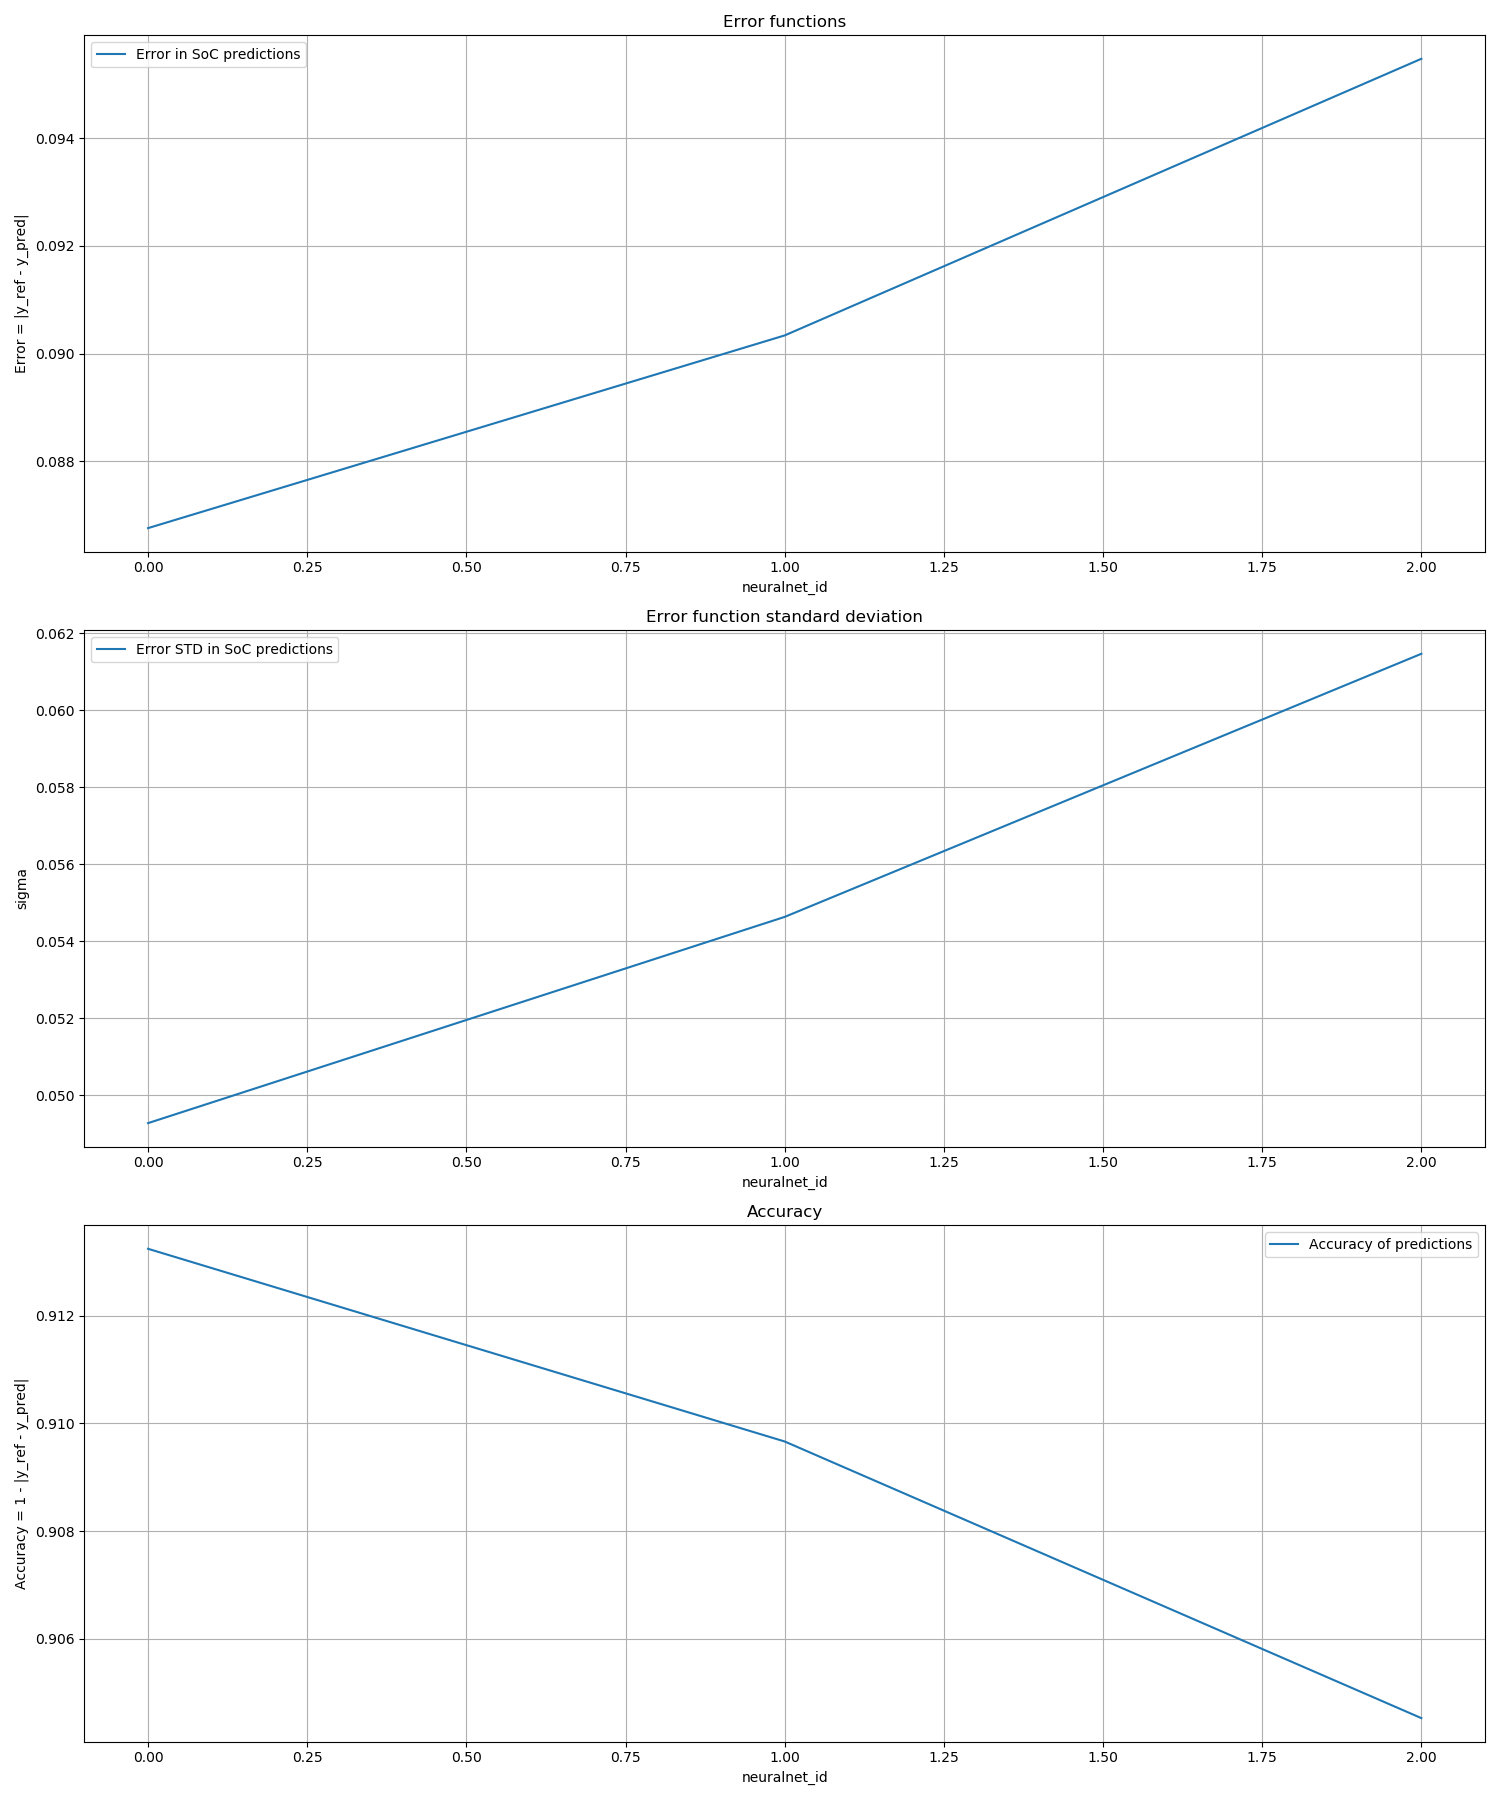 Error functions
Error in SoC predictions
0.094
0.092
0.090
0.088
Error = |y_ref - y_pred|
0.00 0.25 0.50 0.75 1.00 1.25 1.50 1.75 2.00
neuralnet_id
Error function standard deviation
Error STD in SoC predictions
0.062
0.060
0.058
0.056
0.054
0.052
0.050
sigma
0.00 0.25 0.50 0.75 1.00 1.25 1.50 1.75 2.00
neuralnet_id
Accuracy
Accuracy of predictions
0.912
0.910
0.908
0.906
Accuracy = 1 - |y_ref - y_pred|
0.00 0.25 0.50 0.75 1.00 1.25 1.50 1.75 2.00
neuralnet_id